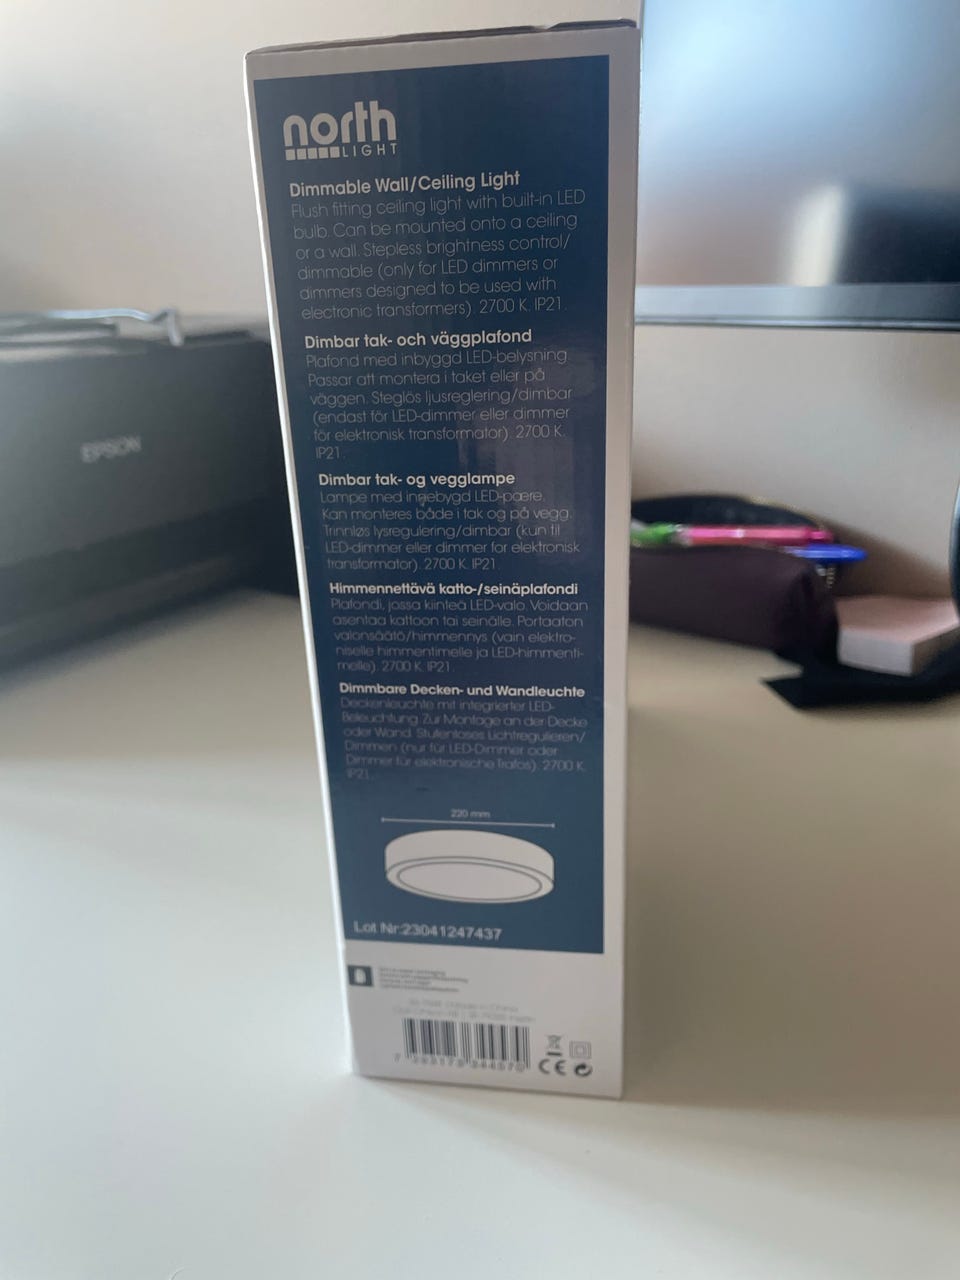 north
LIGHT
Dimmable Wall/Ceiling Light
Flush fitting ceiling light with built-in LED
bulb. Can be mounted onto a ceiling
or a wall. Stepless brightness control/
dimmable (only for LED dimmers or
dimmers designed to be used with
electronic transformers). 2700 K. IP21.
Dimbar tak- och väggplafond
Plafond med inbyggd LED-belysning.
Passar att montera i taket eller på
väggen. Steglös ljusreglering/dimbar
(endast för LED-dimmer eller dimmer
för elektronisk transformator). 2700 K.
IP21.
Dimbar tak- og vegglampe
Lampe med innebygd LED-pære.
Kan monteres både i tak og på vegg.
Trinnløs lysregulering/dimbar (kun til
LED-dimmer eller dimmer for elektronisk
transformator). 2700 K. IP21.
Himmennettävä katto-/seinäplafondi
Plafondi, jossa kiinteä LED-valo. Voidaan
asentaa kattoon tai seinälle. Portaaton
valonsäätö/himmennys (vain elektro-
niselle himmentimelle ja LED-himmenti-
melle). 2700 K. IP21.
Dimmbare Decken- und Wandleuchte
Deckenleuchte mit integrierter LED-
Beleuchtung. Zur Montage an der Decke
oder Wand. Stufenloses Lichtregulieren/
Dimmen (nur für LED-Dimmer oder
Dimmer für elektronische Trafos). 2700 K.
IP21.
220 mm
Lot Nr:23041247437
CE
EPSON